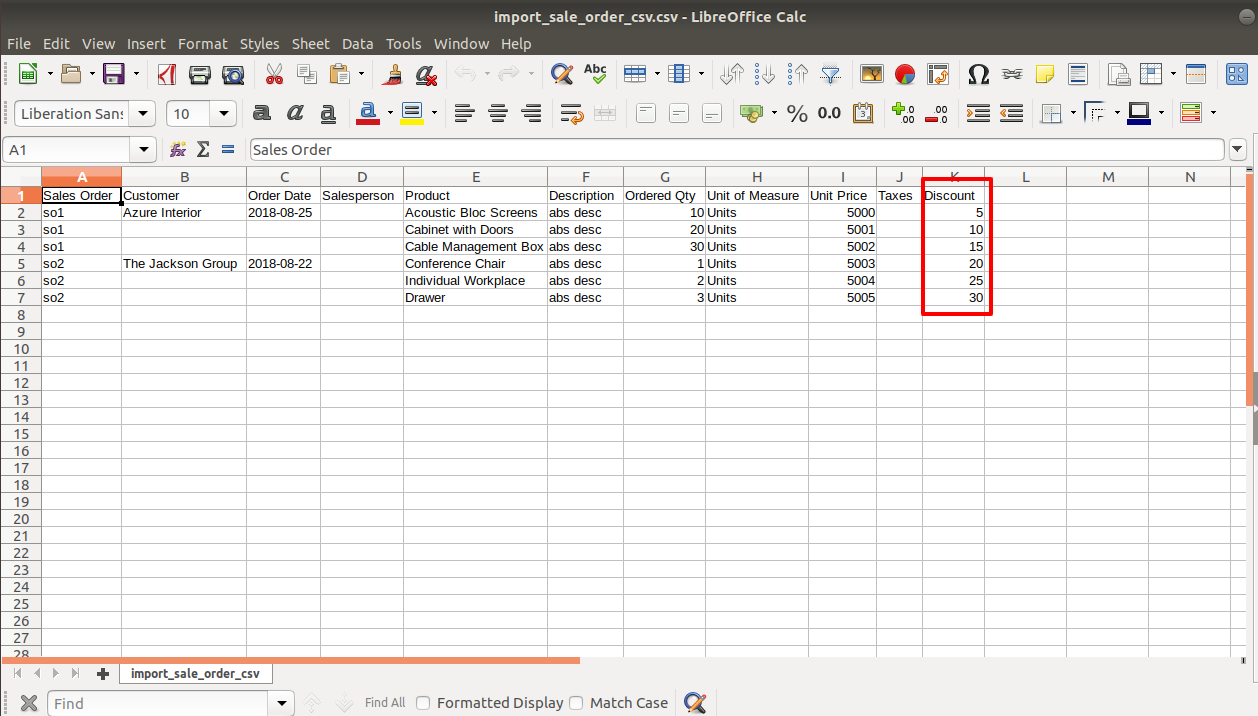 import_sale_order_csv.csv - LibreOffice Calc
File Edit View Insert Format Styles Sheet Data Tools Window Help
Abc
Liberation Sans 10 a a a a % 0.0
A1 Σ = Sales Order
A B C D E F G H I J K L M N
1 Sales Order Customer Order Date Salesperson Product Description Ordered Qty Unit of Measure Unit Price Taxes Discount
2 so1 Azure Interior 2018-08-25 Acoustic Bloc Screens abs desc 10 Units 5000 5
3 so1 Cabinet with Doors abs desc 20 Units 5001 10
4 so1 Cable Management Box abs desc 30 Units 5002 15
5 so2 The Jackson Group 2018-08-22 Conference Chair abs desc 1 Units 5003 20
6 so2 Individual Workplace abs desc 2 Units 5004 25
7 so2 Drawer abs desc 3 Units 5005 30
8
9
10
11
12
13
14
15
16
17
18
19
20
21
22
23
24
25
26
27
28
import_sale_order_csv
Find Find All Formatted Display Match Case